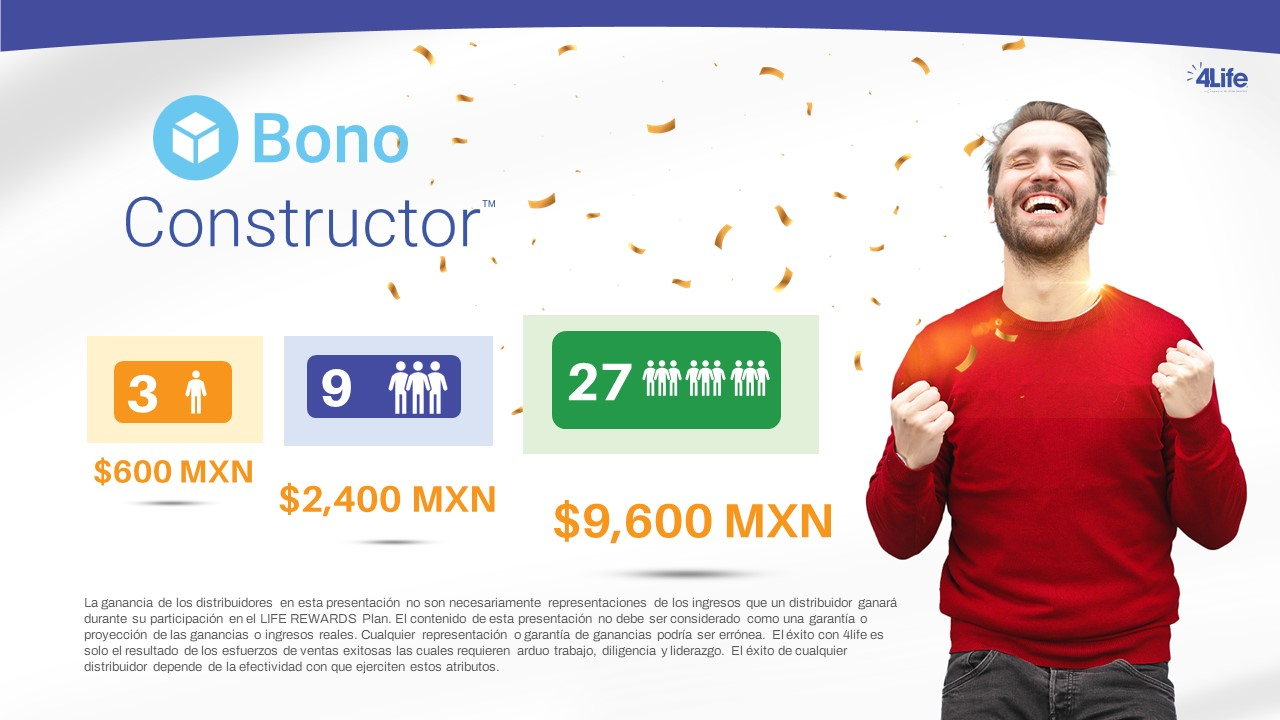 4Life
Bono
Constructor™
3
9
27
$600 MXN
$2,400 MXN
$9,600 MXN
La ganancia de los distribuidores en esta presentación no son necesariamente representaciones de los ingresos que un distribuidor ganará
durante su participación en el LIFE REWARDS Plan. El contenido de esta presentación no debe ser considerado como una garantía o
proyección de las ganancias o ingresos reales. Cualquier representación o garantía de ganancias podría ser errónea. El éxito con 4life es
solo el resultado de los esfuerzos de ventas exitosas las cuales requieren arduo trabajo, diligencia y liderazgo. El éxito de cualquier
distribuidor depende de la efectividad con que ejerciten estos atributos.